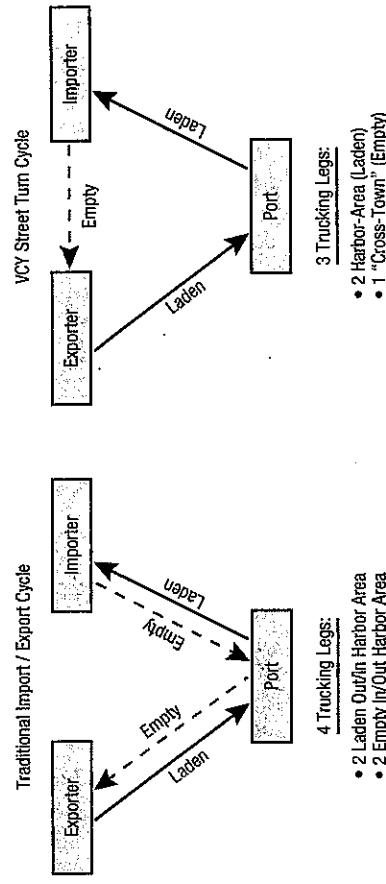 Traditional Import / Export Cycle
Exporter
Importer
Empty
Laden
Empty
Laden
Port
4 Trucking Legs:
• 2 Laden Out/In Harbor Area
• 2 Empty In/Out Harbor Area
VCY Street Turn Cycle
Exporter
Importer
Empty
Laden
Laden
Port
3 Trucking Legs:
• 2 Harbor-Area (Laden)
• 1 "Cross-Town" (Empty)